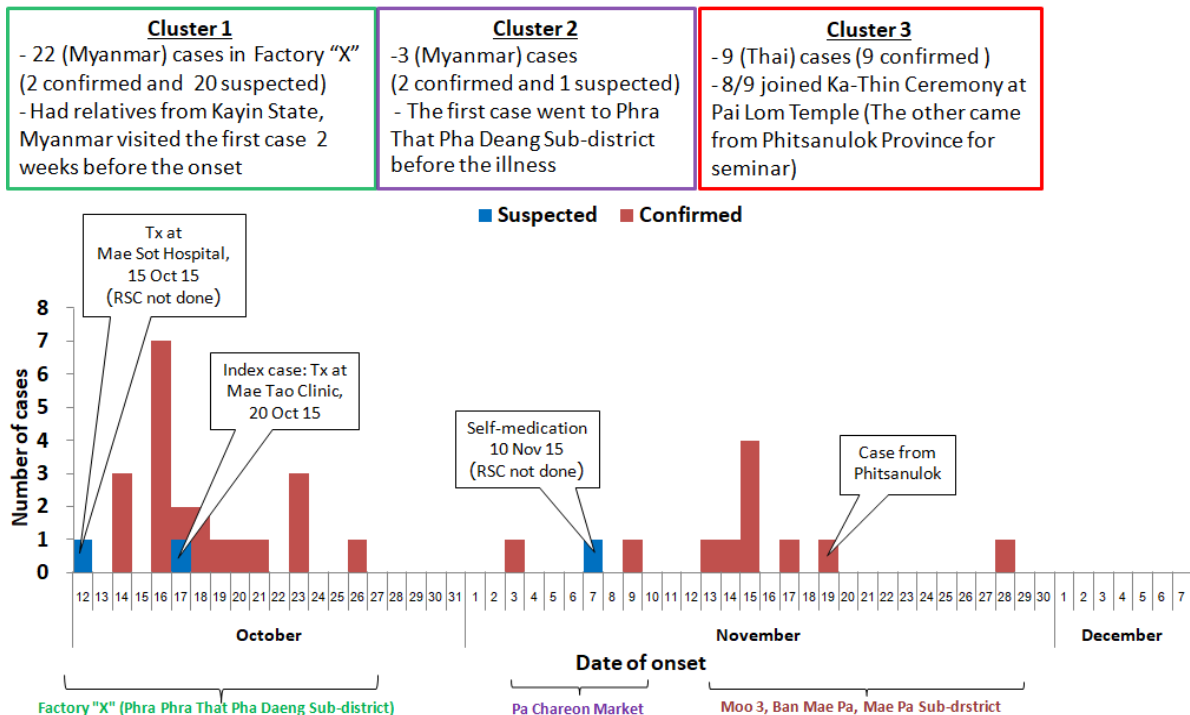 Cluster 1
- 22 (Myanmar) cases in Factory “X”
(2 confirmed and 20 suspected)
- Had relatives from Kayin State,
Myanmar visited the first case 2
weeks before the onset
Cluster 2
-3 (Myanmar) cases
(2 confirmed and 1 suspected)
- The first case went to Phra
That Pha Deang Sub-district
before the illness
Cluster 3
- 9 (Thai) cases (9 confirmed )
- 8/9 joined Ka-Thin Ceremony at
Pai Lom Temple (The other came
from Phitsanulok Province for
seminar)
Suspected Confirmed
Tx at
Mae Sot Hospital,
15 Oct 15
(RSC not done)
Index case: Tx at
Mae Tao Clinic,
20 Oct 15
Self-medication
10 Nov 15
(RSC not done)
Case from
Phitsanulok
Number of cases
8
7
6
5
4
3
2
1
0
12 13 14 15 16 17 18 19 20 21 22 23 24 25 26 27 28 29 30 31 1 2 3 4 5 6 7 8 9 10 11 12 13 14 15 16 17 18 19 20 21 22 23 24 25 26 27 28 29 30 1 2 3 4 5 6 7
October November December
Date of onset
Factory "X" (Phra Phra That Pha Daeng Sub-district)
Pa Chareon Market
Moo 3, Ban Mae Pa, Mae Pa Sub-drstrict